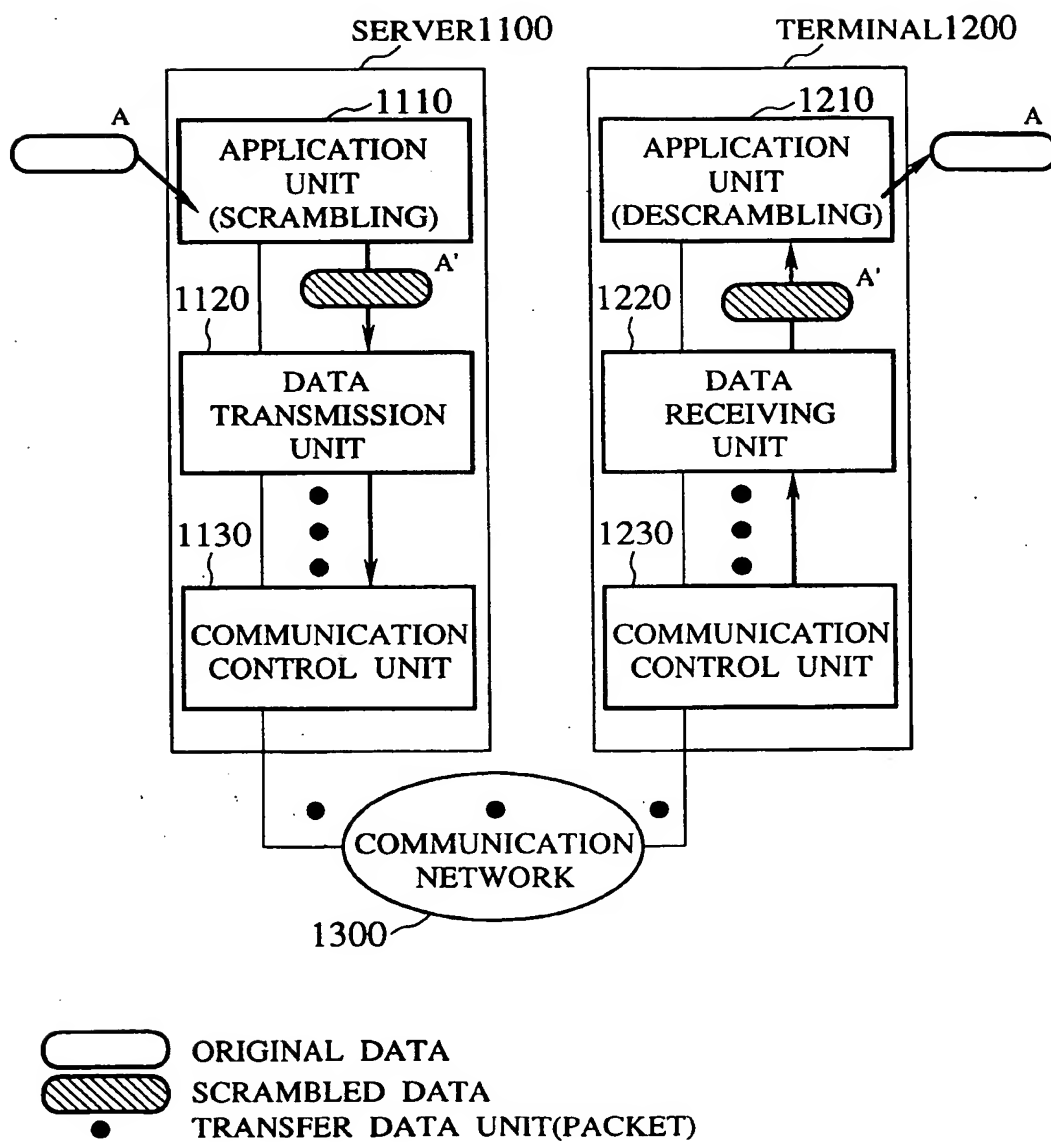 SERVER1100
TERMINAL1200
1110
1210
A
APPLICATION
UNIT
(SCRAMBLING)
APPLICATION
UNIT
(DESCRAMBLING)
A
A'
A'
1120
1220
DATA
TRANSMISSION
UNIT
DATA
RECEIVING
UNIT
1130
1230
COMMUNICATION
CONTROL UNIT
COMMUNICATION
CONTROL UNIT
COMMUNICATION
NETWORK
1300
ORIGINAL DATA
SCRAMBLED DATA
TRANSFER DATA UNIT(PACKET)